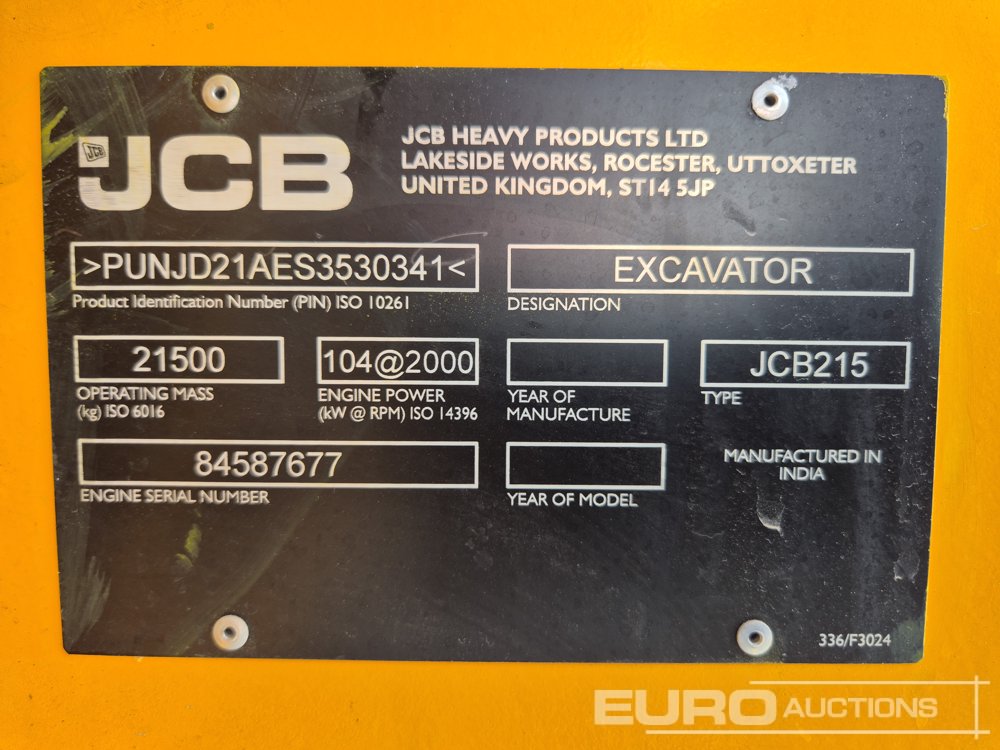 JCB
JCB
JCB HEAVY PRODUCTS LTD
LAKESIDE WORKS, ROCESTER, UTTOXETER
UNITED KINGDOM, ST14 5JP
>PUNJD21AES3530341<
Product Identification Number (PIN) ISO 10261
EXCAVATOR
DESIGNATION
21500
OPERATING MASS
(kg) ISO 6016
104@2000
ENGINE POWER
(kW @ RPM) ISO 14396
YEAR OF
MANUFACTURE
JCB215
TYPE
84587677
ENGINE SERIAL NUMBER
YEAR OF MODEL
MANUFACTURED IN
INDIA
336/F3024
EURO AUCTIONS